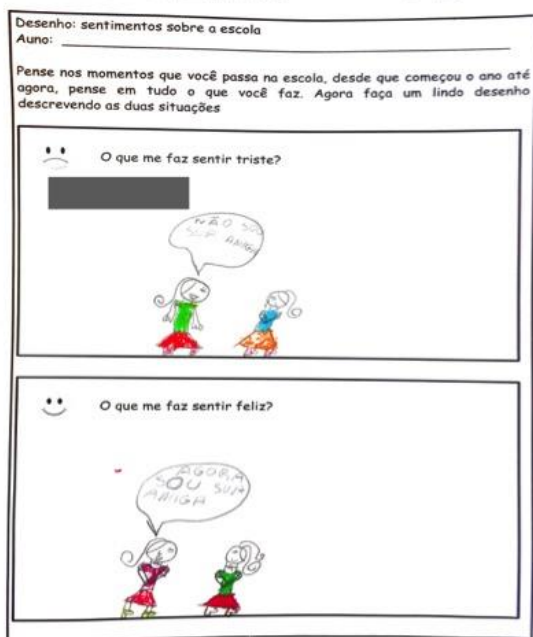 Desenho: sentimentos sobre a escola
Auno:
Pense nos momentos que você passa na escola, desde que começou o ano até
agora, pense em tudo o que você faz. Agora faça um lindo desenho
descrevendo as duas situações
O que me faz sentir triste?
NÃO SOU
SUA AMIGA
O que me faz sentir feliz?
AGORA
SOU SUA
AMIGA